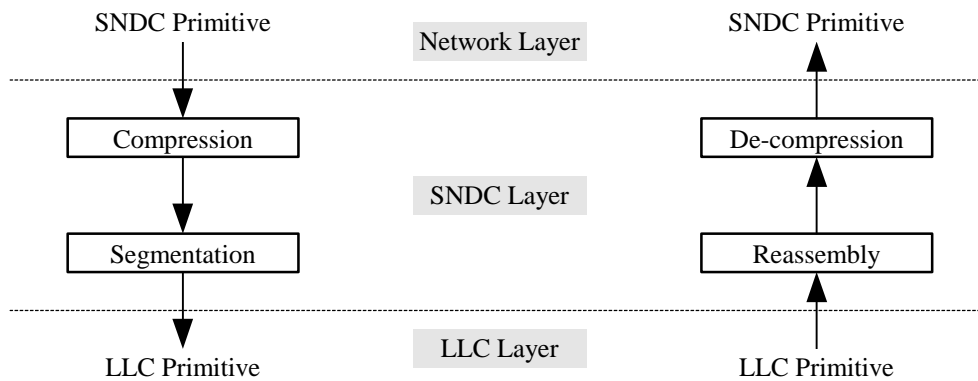 SNDC Primitive
Network Layer
SNDC Primitive
Compression
De-compression
SNDC Layer
Segmentation
Reassembly
LLC Layer
LLC Primitive
LLC Primitive